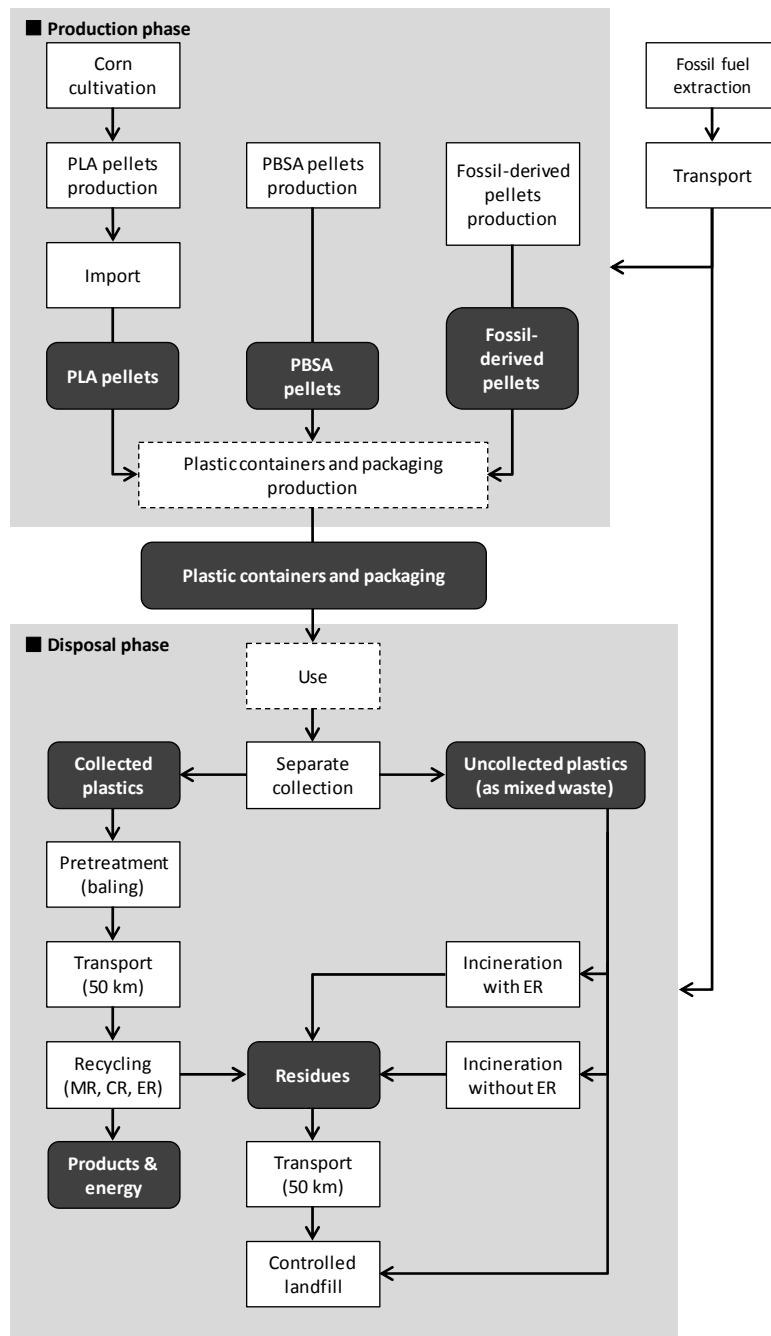 ■ Production phase
Corn
cultivation
Fossil fuel
extraction
PLA pellets
production
PBSA pellets
production
Fossil-derived
pellets
production
Transport
Import
PLA pellets
PBSA
pellets
Fossil-
derived
pellets
Plastic containers and packaging
production
Plastic containers and packaging
■ Disposal phase
Use
Collected
plastics
Separate
collection
Uncollected plastics
(as mixed waste)
Pretreatment
(baling)
Transport
(50 km)
Incineration
with ER
Recycling
(MR, CR, ER)
Residues
Incineration
without ER
Products &
energy
Transport
(50 km)
Controlled
landfill